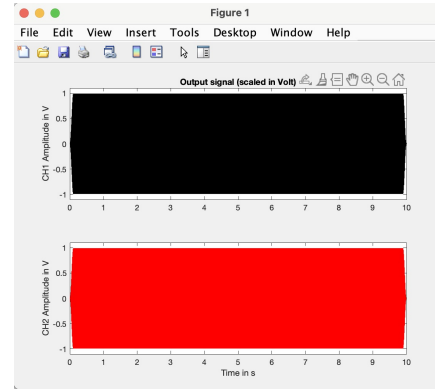 Figure 1
File Edit View Insert Tools Desktop Window Help
Output signal (scaled in Volt)
CH1 Amplitude in V
1
0.5
0
-0.5
-1
0 1 2 3 4 5 6 7 8 9 10
CH2 Amplitude in V
1
0.5
0
-0.5
-1
0 1 2 3 4 5 6 7 8 9 10
Time in s